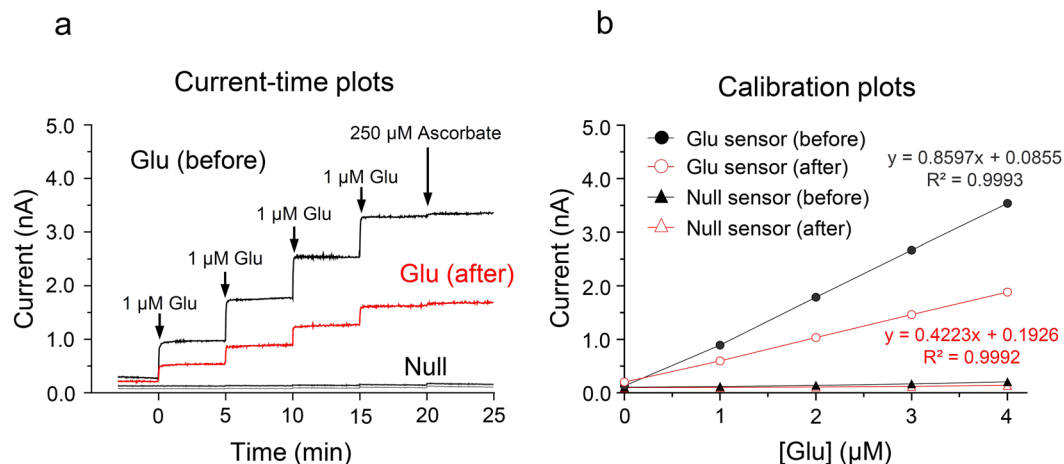 a
Current-time plots
Current (nA)
5.0
4.0
3.0
2.0
1.0
0.0
Glu (before)
250 µM Ascorbate
1 µM Glu
1 µM Glu
1 µM Glu
1 µM Glu
Glu (after)
Null
0
5
10
15
20
25
Time (min)
b
Calibration plots
Current (nA)
5.0
4.0
3.0
2.0
1.0
0.0
Glu sensor (before)
Glu sensor (after)
Null sensor (before)
Null sensor (after)
y = 0.8597x + 0.0855
R² = 0.9993
y = 0.4223x + 0.1926
R² = 0.9992
0
1
2
3
4
[Glu] (µM)